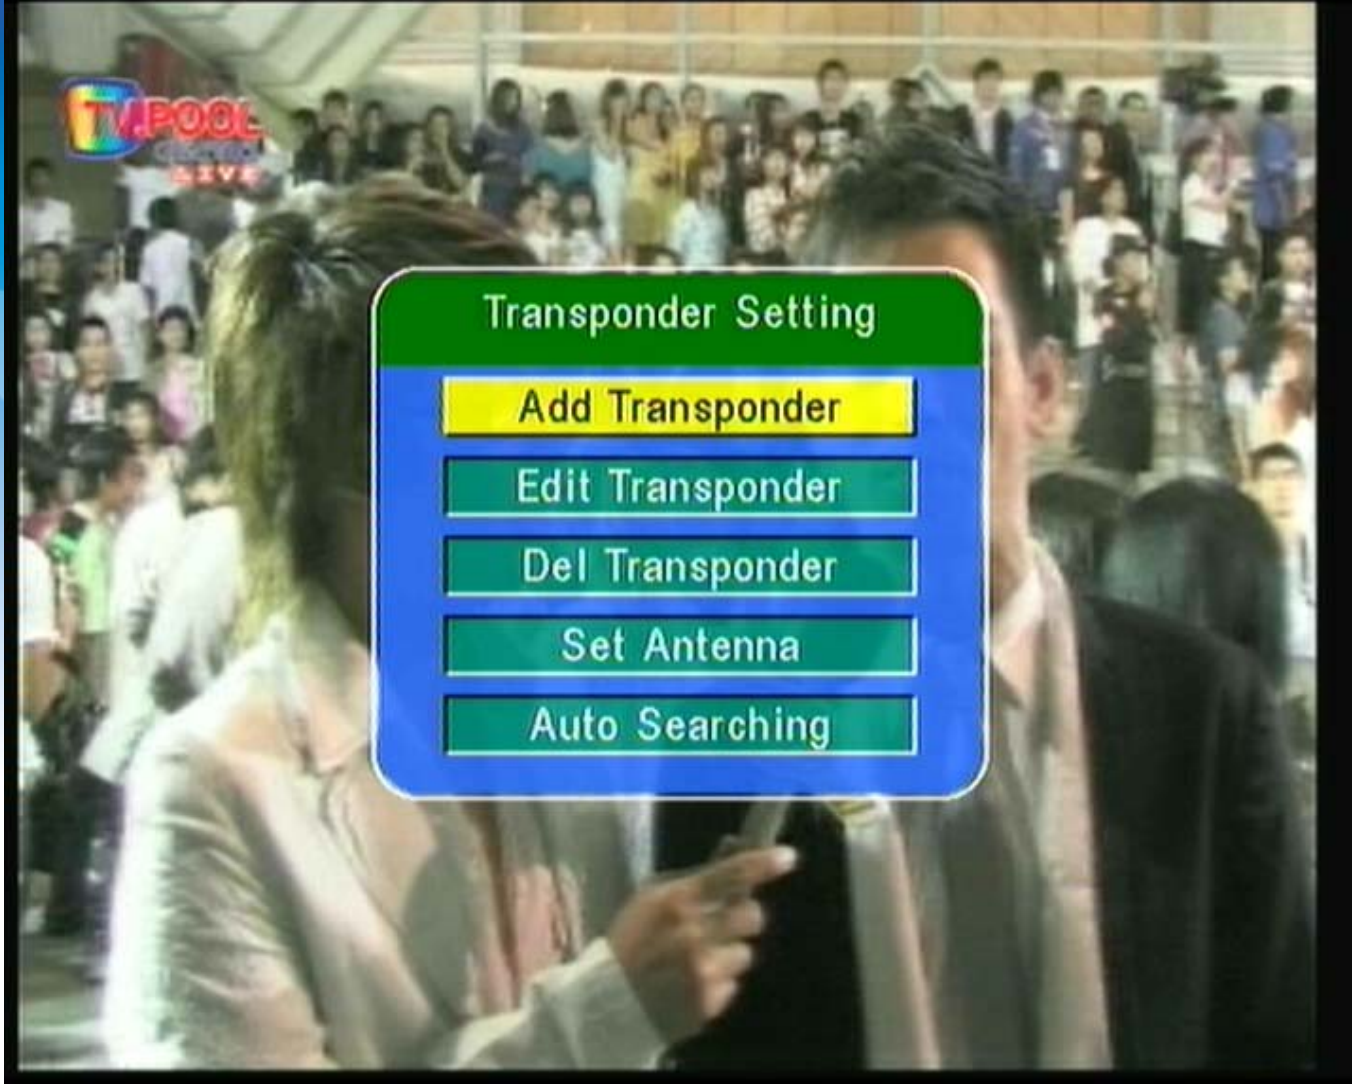 TV POOL
LIVE
Transponder Setting
Add Transponder
Edit Transponder
Del Transponder
Set Antenna
Auto Searching